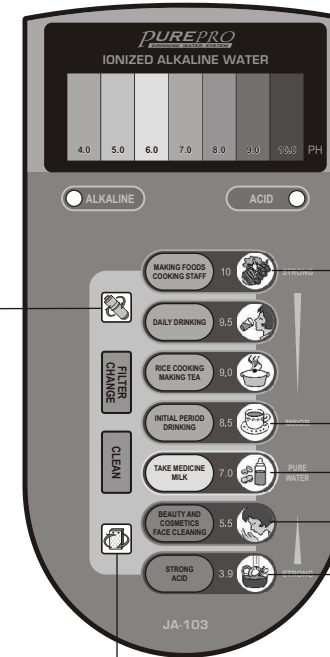 PUREPRO
DRINKING WATER SYSTEM
IONIZED ALKALINE WATER
4.0 5.0 6.0 7.0 8.0 9.0 10.0 PH
ALKALINE ACID
MAKING FOODS
COOKING STAFF
10
STRONG
DAILY DRINKING
9.5
RICE COOKING
MAKING TEA
9,0
FILTER
CHANGE
INITIAL PERIOD
DRINKING
8.5
MINOR
CLEAN
TAKE MEDICINE
MILK
7.0
PURE
WATER
BEAUTY AND
COSMETICS
FACE CLEANING
5.5
STRONG
ACID
3.9
STRONG
JA-103